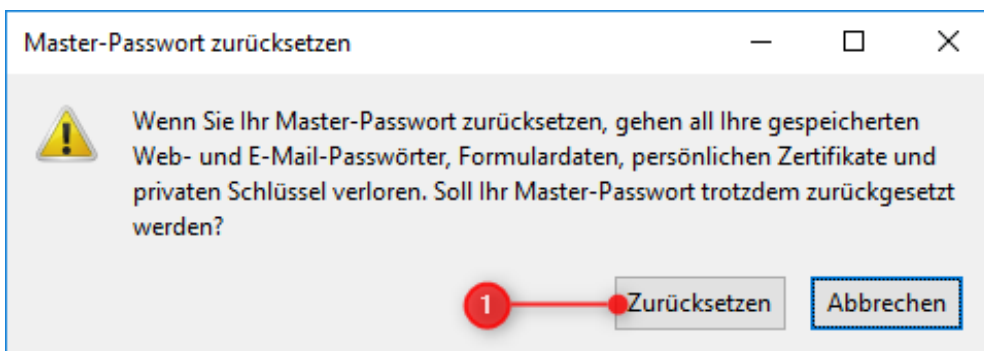 Master-Passwort zurücksetzen
Wenn Sie Ihr Master-Passwort zurücksetzen, gehen all Ihre gespeicherten
Web- und E-Mail-Passwörter, Formulardaten, persönlichen Zertifikate und
privaten Schlüssel verloren. Soll Ihr Master-Passwort trotzdem zurückgesetzt
werden?
1 Zurücksetzen Abbrechen